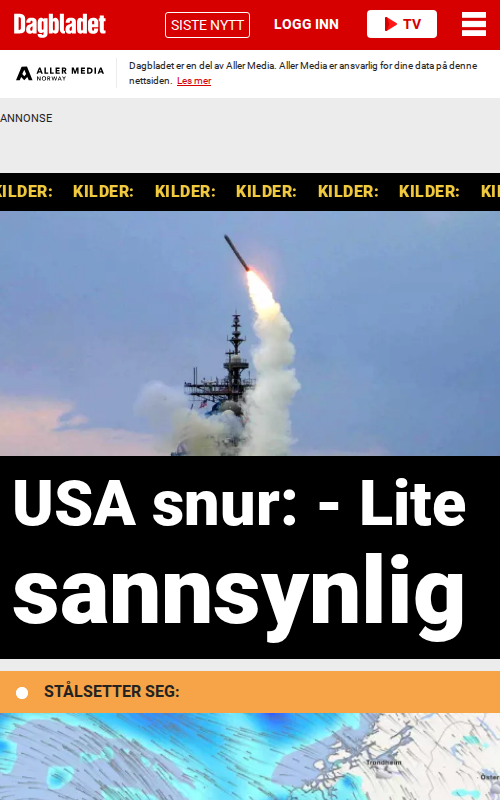 Dagbladet
SISTE NYTT
LOGG INN
TV
ALLER MEDIA
NORWAY
Dagbladet er en del av Aller Media. Aller Media er ansvarlig for dine data på denne
nettsiden. Les mer
ANNONSE
KILDER: KILDER: KILDER: KILDER: KILDER: KILDER: KI
USA snur: - Lite
sannsynlig
STÅLSETTER SEG:
Trondheim
Öster